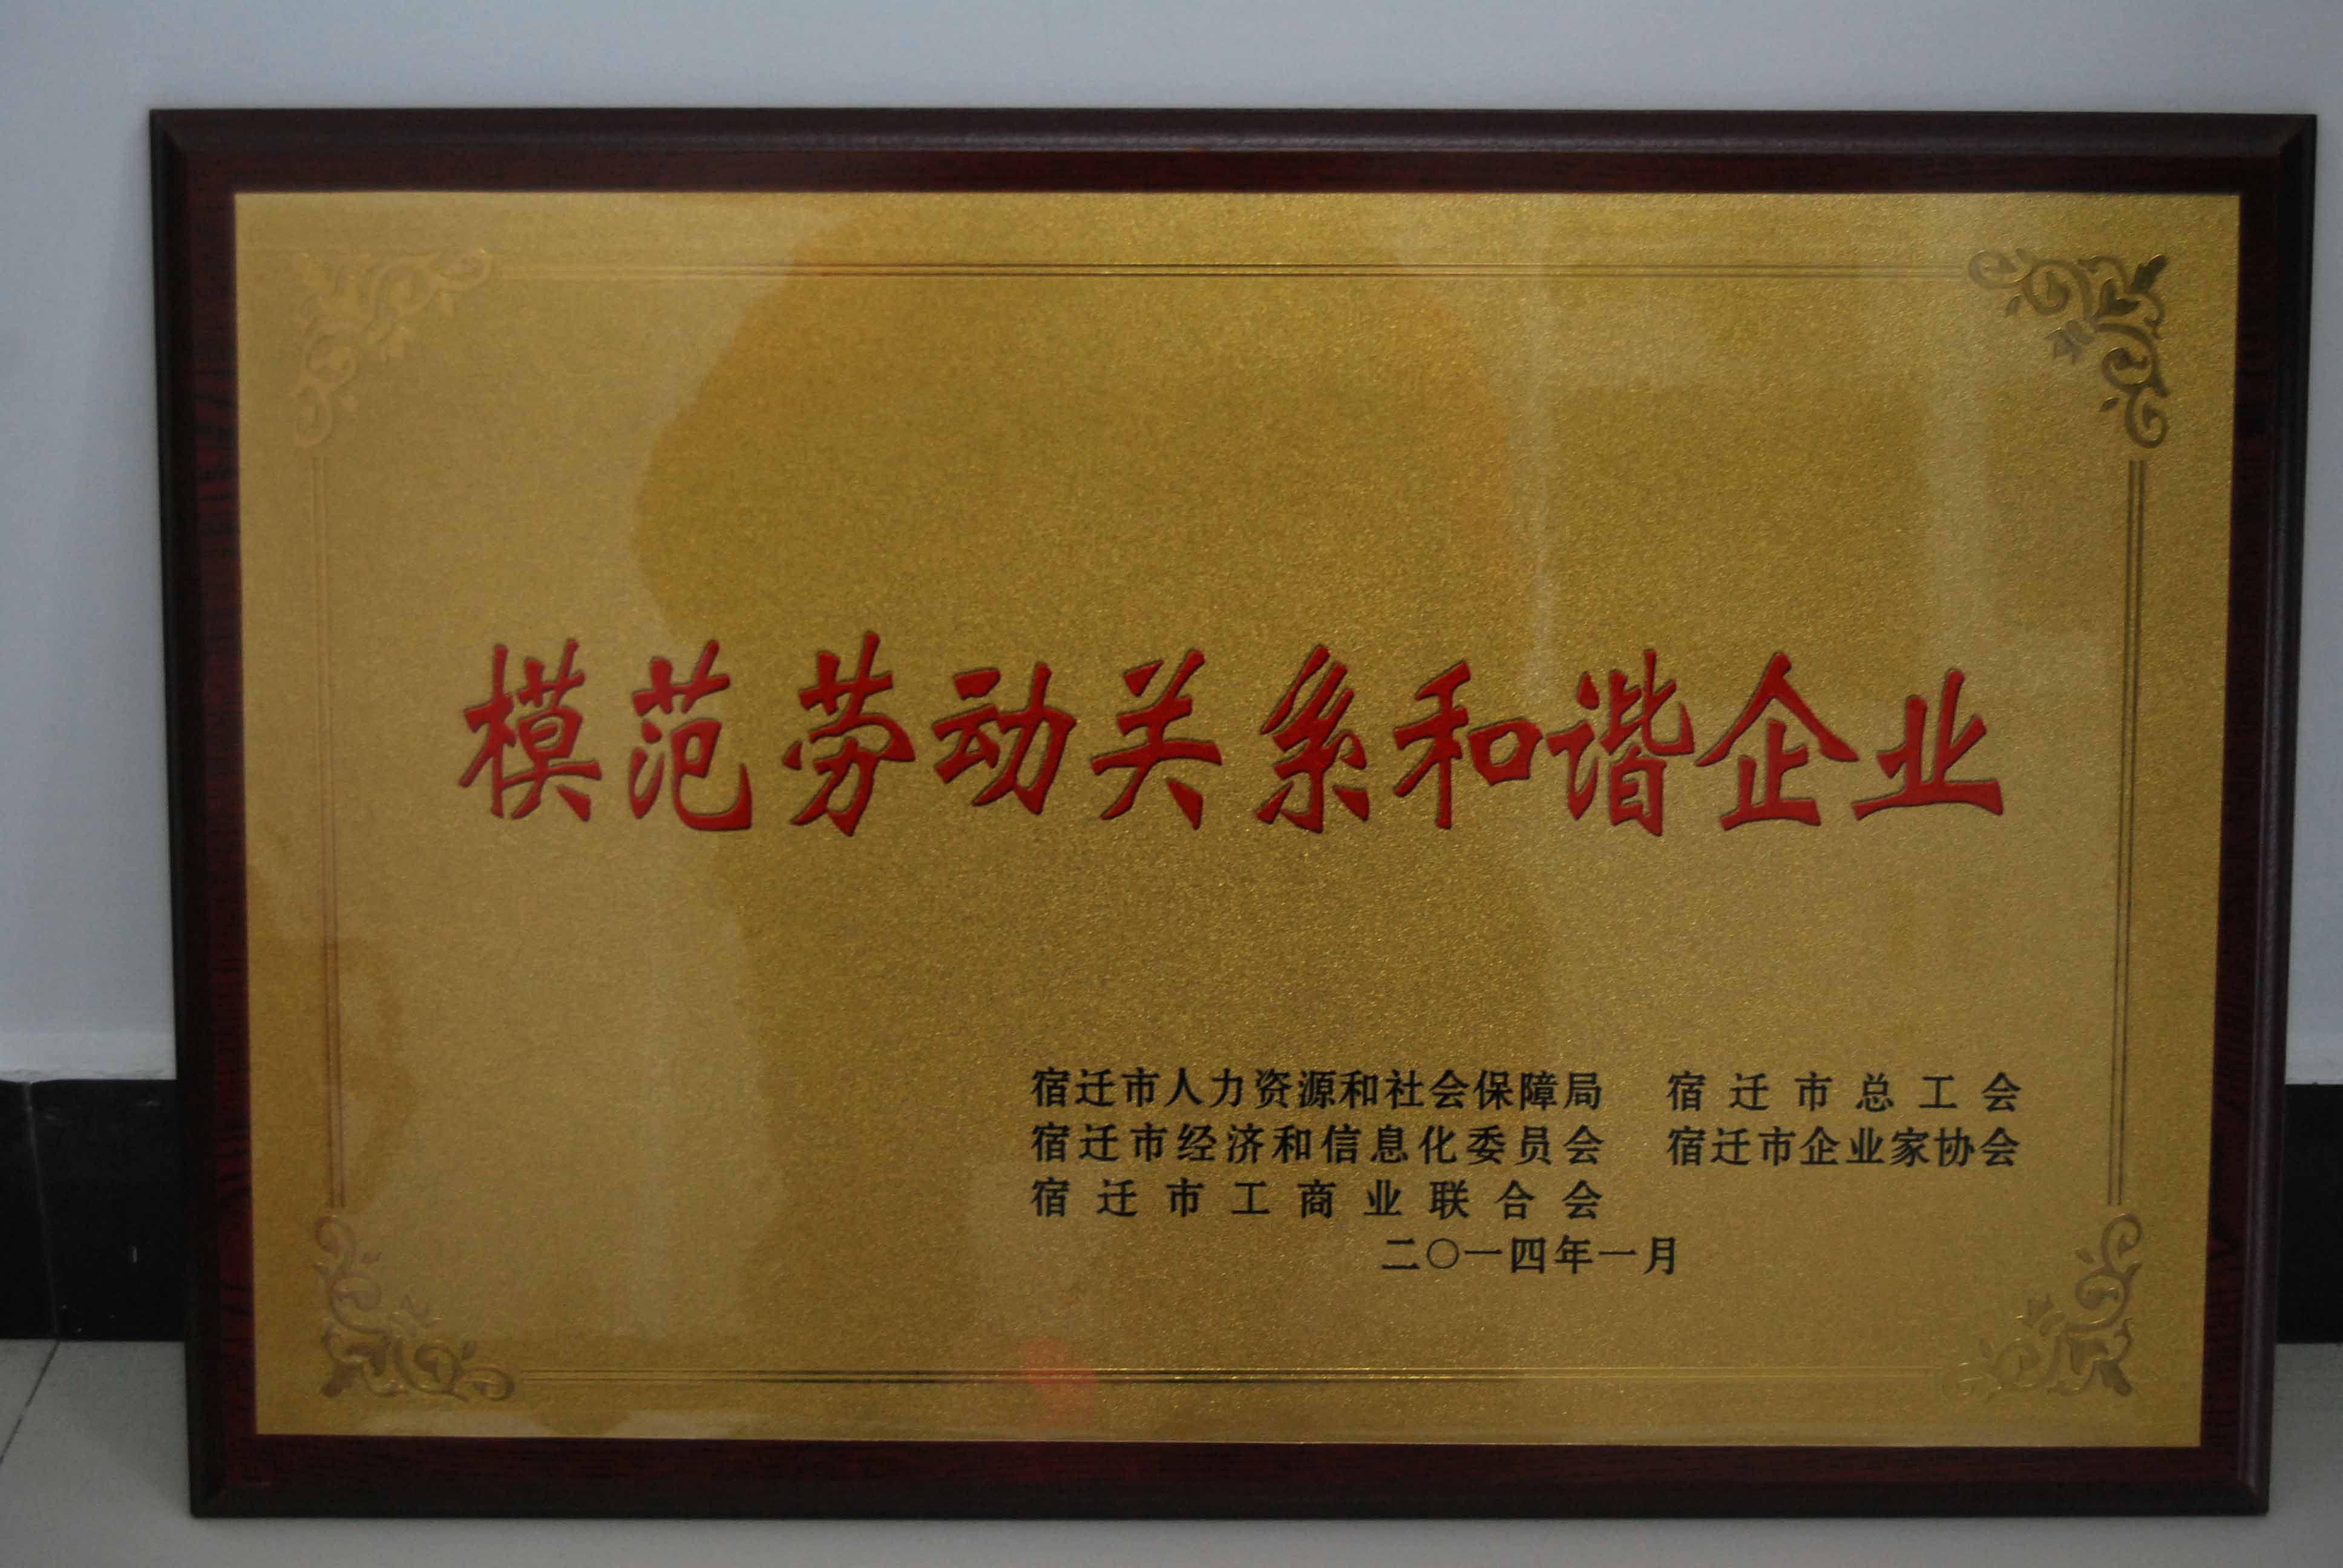 模范劳动关系和谐企业
宿迁市人力资源和社会保障局 宿迁市总工会
宿迁市经济和信息化委员会 宿迁市企业家协会
宿迁市工商业联合会
二〇一四年一月